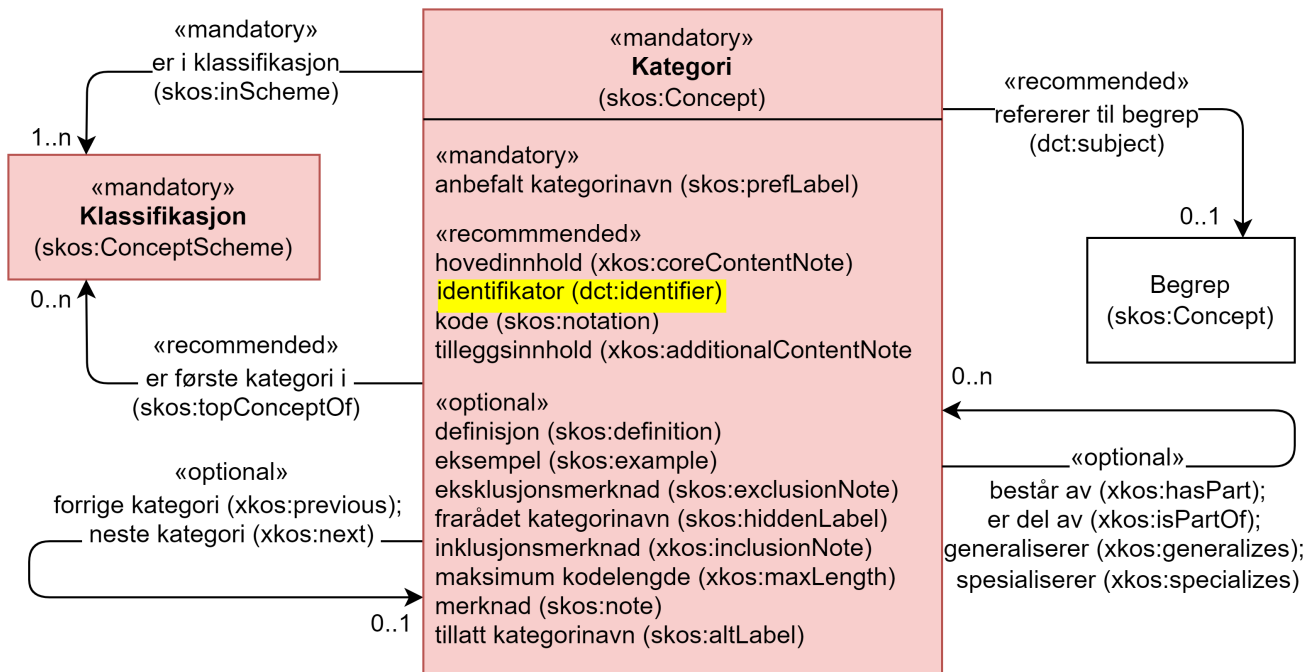 «mandatory»
er i klassifikasjon
(skos:inScheme)
1..n
«mandatory»
Klassifikasjon
(skos:ConceptScheme)
0..n
«recommended»
er første kategori i
(skos:topConceptOf)
«optional»
forrige kategori (xkos:previous);
neste kategori (xkos:next)
0..1
«mandatory»
Kategori
(skos:Concept)
«mandatory»
anbefalt kategorinavn (skos:prefLabel)
«recommmended»
hovedinnhold (xkos:coreContentNote)
identifikator (dct:identifier)
kode (skos:notation)
tilleggsinnhold (xkos:additionalContentNote
«optional»
definisjon (skos:definition)
eksempel (skos:example)
eksklusjonsmerknad (skos:exclusionNote)
frarådet kategorinavn (skos:hiddenLabel)
inklusjonsmerknad (xkos:inclusionNote)
maksimum kodelengde (xkos:maxLength)
merknad (skos:note)
tillatt kategorinavn (skos:altLabel)
«recommended»
refererer til begrep
(dct:subject)
0..1
Begrep
(skos:Concept)
0..n
«optional»
består av (xkos:hasPart);
er del av (xkos:isPartOf);
generaliserer (xkos:generalizes);
spesialiserer (xkos:specializes)